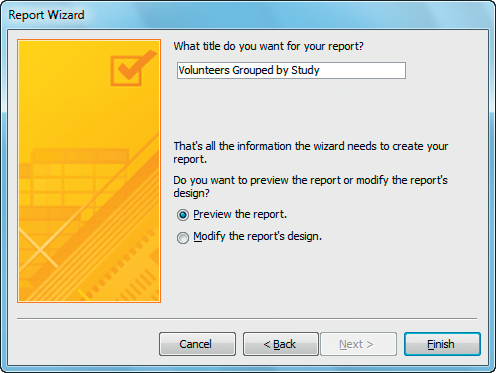 Report Wizard
What title do you want for your report?
Volunteers Grouped by Study
That's all the information the wizard needs to create your
report.
Do you want to preview the report or modify the report's
design?
Preview the report.
Modify the report's design.
Cancel
< Back
Next >
Finish